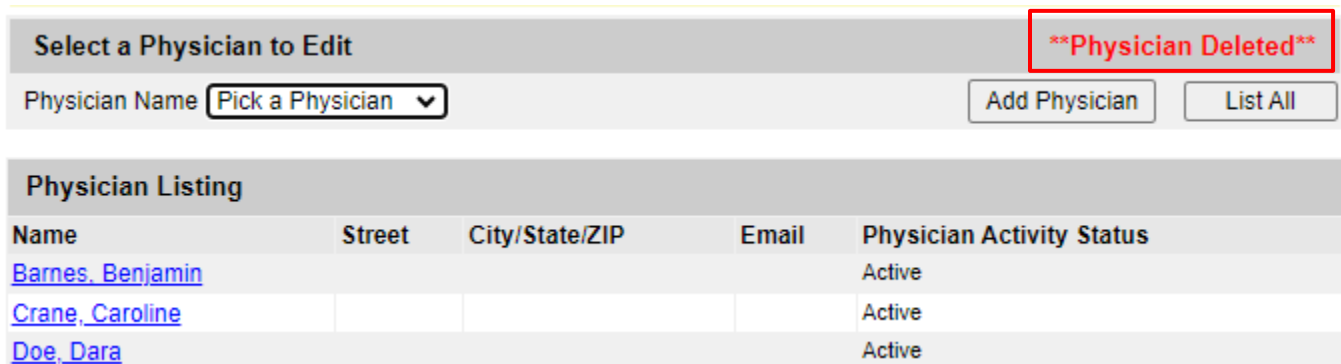 Select a Physician to Edit **Physician Deleted**
Physician Name Pick a Physician Add Physician List All
Physician Listing
Name Street City/State/ZIP Email Physician Activity Status
Barnes, Benjamin Active
Crane, Caroline Active
Doe, Dara Active